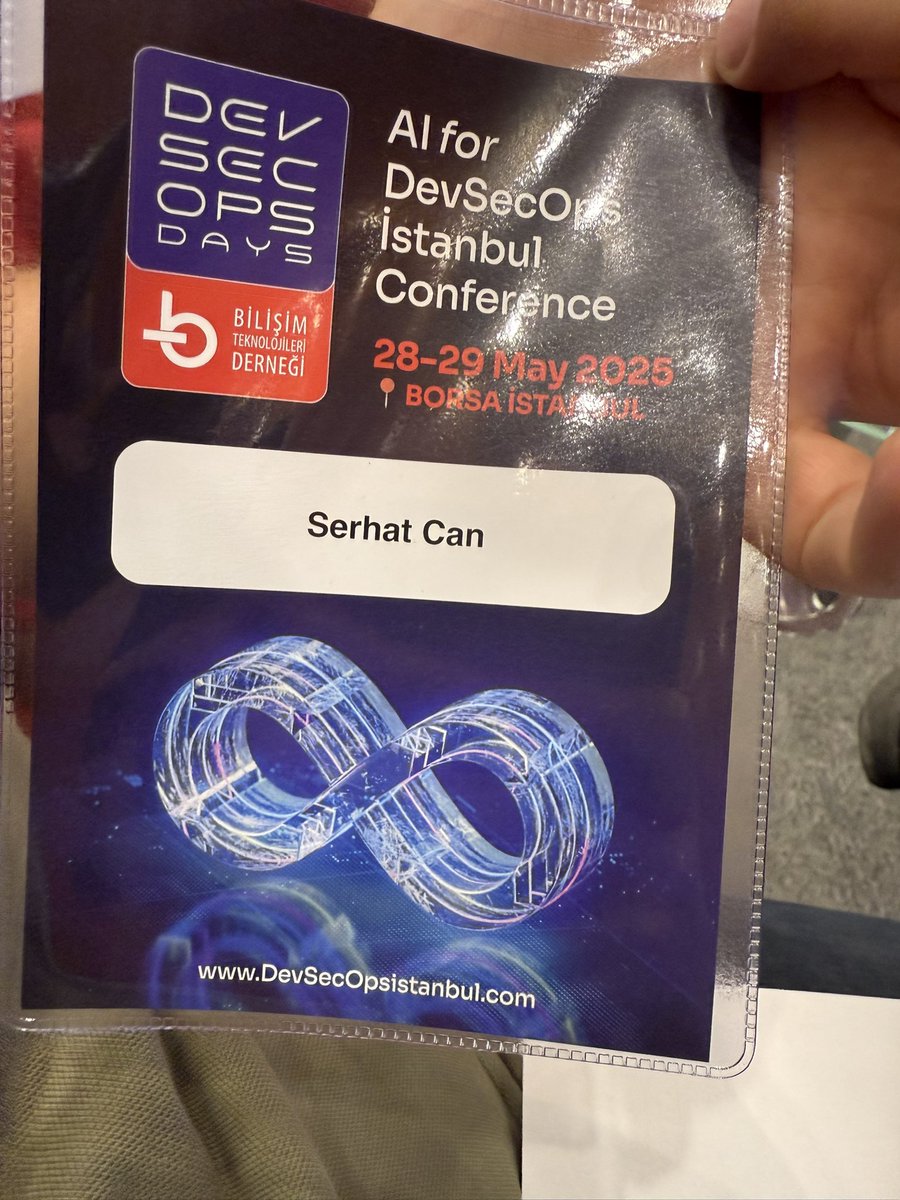 DEV
SEC
OPS
DAYS
BİLİŞİM
TEKNOLOJİLERİ
DERNEĞİ
AI for
DevSecOps
İstanbul
Conference
28-29 May 2025
BORSA İSTANBUL
Serhat Can
www.DevSecOpsistanbul.com